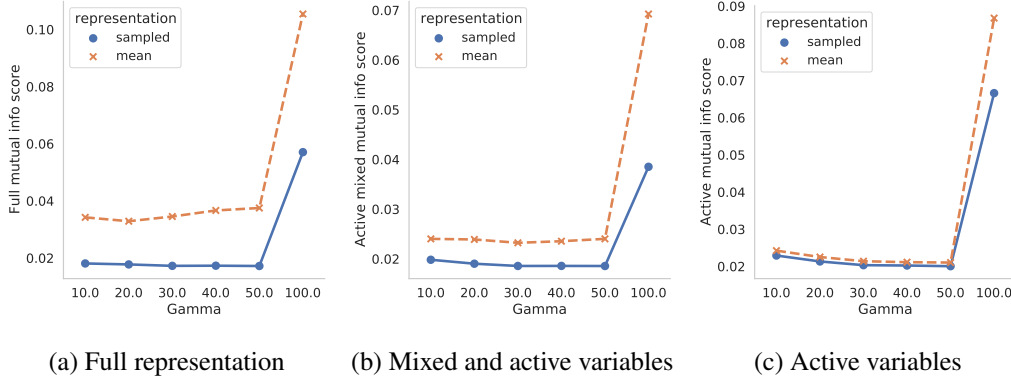 representation
sampled
mean
Full mutual info score
0.10
0.08
0.06
0.04
0.02
10.0 20.0 30.0 40.0 50.0 100.0
Gamma
(a) Full representation
representation
sampled
mean
Active mixed mutual info score
0.07
0.06
0.05
0.04
0.03
0.02
10.0 20.0 30.0 40.0 50.0 100.0
Gamma
(b) Mixed and active variables
representation
sampled
mean
Active mutual info score
0.09
0.08
0.07
0.06
0.05
0.04
0.03
0.02
10.0 20.0 30.0 40.0 50.0 100.0
Gamma
(c) Active variables